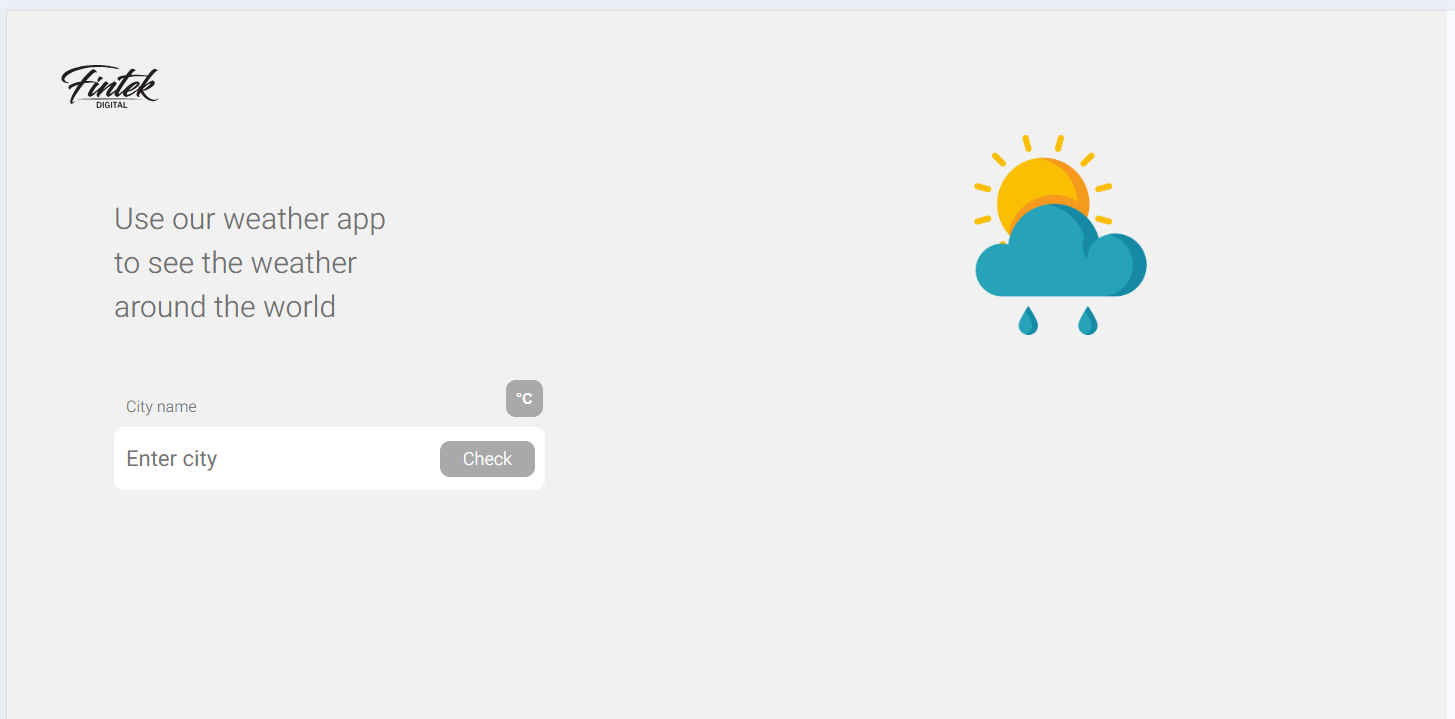 Fintek
DIGITAL
Use our weather app
to see the weather
around the world
City name
°C
Enter city
Check